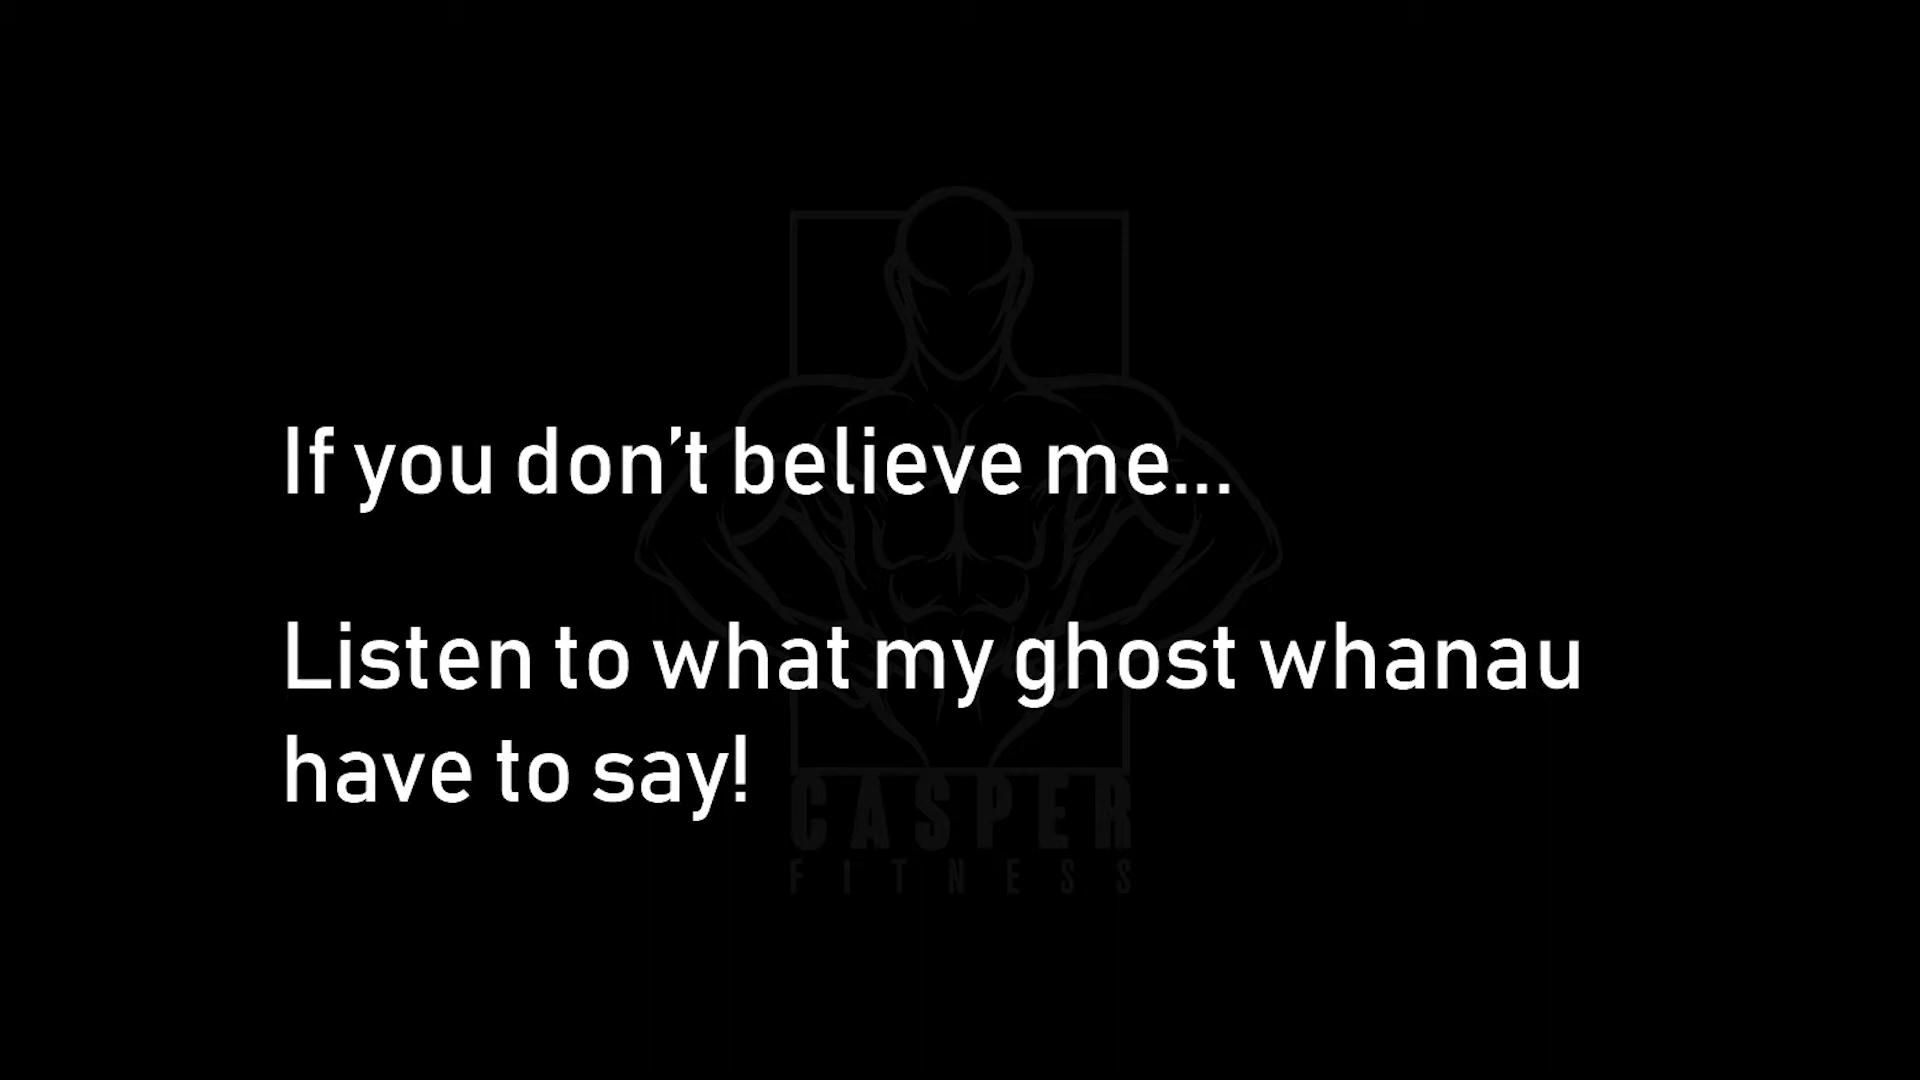 If you don’t believe me...
Listen to what my ghost whanau
have to say!
CASPER
FITNESS